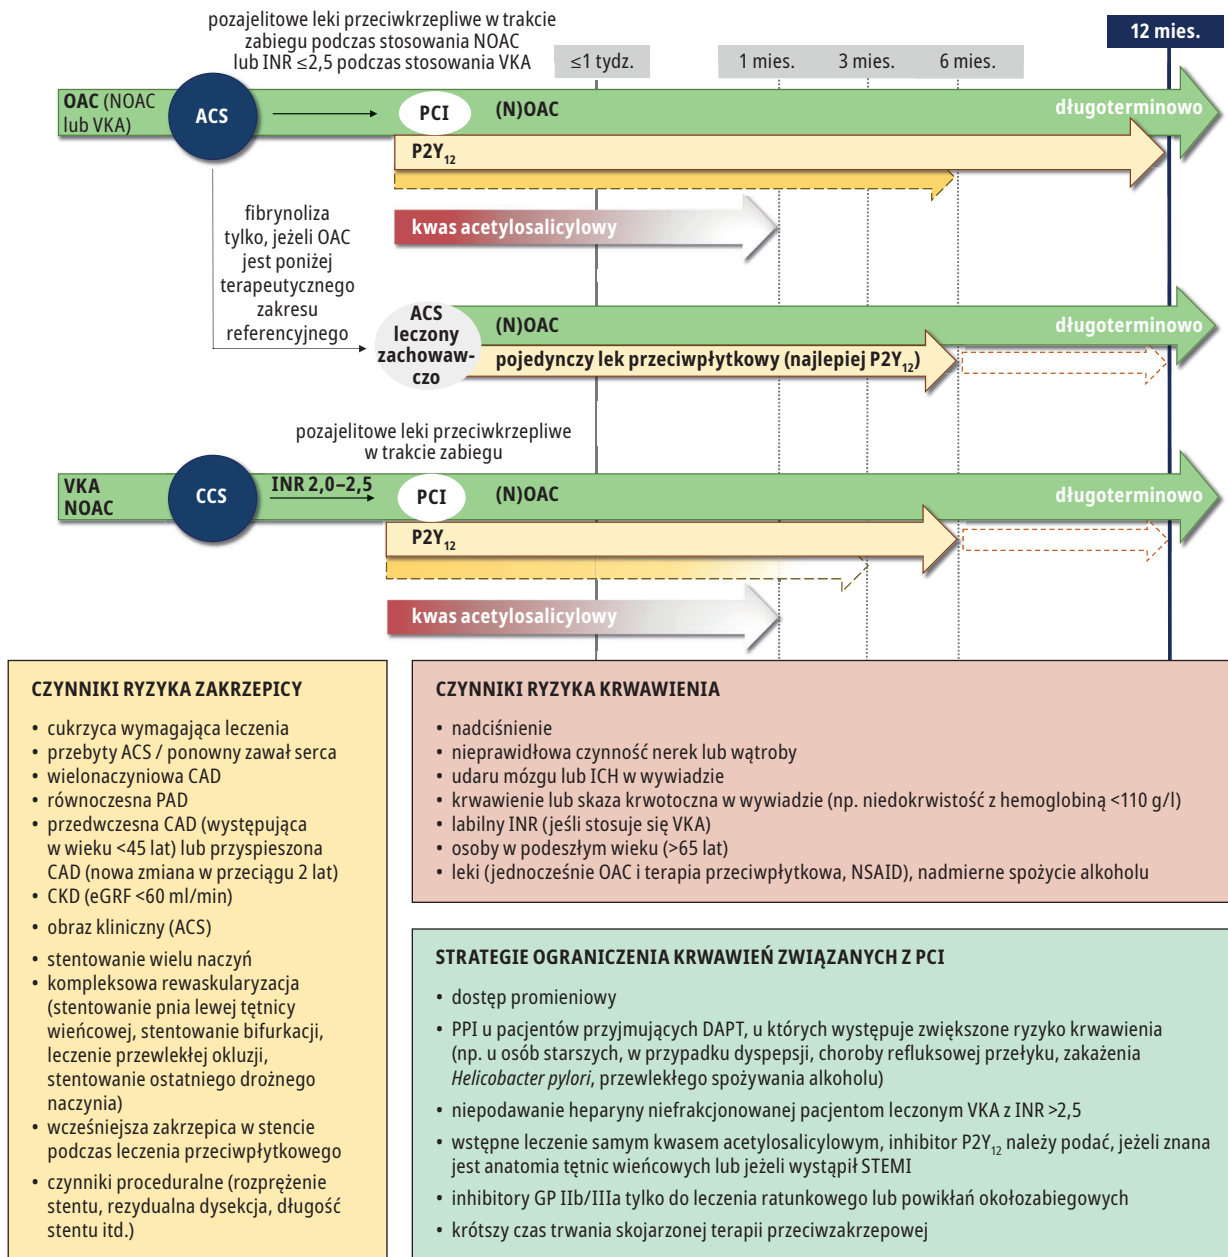 pozajelitowe leki przeciwkrzepliwe w trakcie
zabiegu podczas stosowania NOAC
lub INR ≤2,5 podczas stosowania VKA
≤1 tydz.
1 mies.
3 mies.
6 mies.
12 mies.
OAC (NOAC
lub VKA)
ACS
PCI
(N)OAC
długoterminowo
P2Y12
kwas acetylosalicylowy
fibrynoliza
tylko, jeżeli OAC
jest poniżej
terapeutycznego
zakresu
referencyjnego
ACS
leczony
zachowaw-
czo
(N)OAC
długoterminowo
pojedynczy lek przeciwpłytkowy (najlepiej P2Y12)
pozajelitowe leki przeciwkrzepliwe
w trakcie zabiegu
VKA
NOAC
CCS
INR 2,0–2,5
PCI
(N)OAC
długoterminowo
P2Y12
kwas acetylosalicylowy
CZYNNIKI RYZYKA ZAKRZEPICY
• cukrzyca wymagająca leczenia
• przebyty ACS / ponowny zawał serca
• wielonaczyniowa CAD
• równoczesna PAD
• przedwczesna CAD (występująca
w wieku <45 lat) lub przyspieszona
CAD (nowa zmiana w przeciągu 2 lat)
• CKD (eGRF <60 ml/min)
• obraz kliniczny (ACS)
• stentowanie wielu naczyń
• kompleksowa rewaskularyzacja
(stentowanie pnia lewej tętnicy
wieńcowej, stentowanie bifurkacji,
leczenie przewlekłej okluzji,
stentowanie ostatniego drożnego
naczynia)
• wcześniejsza zakrzepica w stencie
podczas leczenia przeciwpłytkowego
• czynniki proceduralne (rozprężenie
stentu, rezydualna dysekcja, długość
stentu itd.)
CZYNNIKI RYZYKA KRWAWIENIA
• nadciśnienie
• nieprawidłowa czynność nerek lub wątroby
• udaru mózgu lub ICH w wywiadzie
• krwawienie lub skaza krwotoczna w wywiadzie (np. niedokrwistość z hemoglobiną <110 g/l)
• labilny INR (jeśli stosuje się VKA)
• osoby w podeszłym wieku (>65 lat)
• leki (jednocześnie OAC i terapia przeciwpłytkowa, NSAID), nadmierne spożycie alkoholu
STRATEGIE OGRANICZENIA KRWAWIEŃ ZWIĄZANYCH Z PCI
• dostęp promieniowy
• PPI u pacjentów przyjmujących DAPT, u których występuje zwiększone ryzyko krwawienia
(np. u osób starszych, w przypadku dyspepsji, choroby refluksowej przełyku, zakażenia
Helicobacter pylori, przewlekłego spożywania alkoholu)
• niepodawanie heparyny niefrakcjonowanej pacjentom leczonym VKA z INR >2,5
• wstępne leczenie samym kwasem acetylosalicylowym, inhibitor P2Y12 należy podać, jeżeli znana
jest anatomia tętnic wieńcowych lub jeżeli wystąpił STEMI
• inhibitory GP IIb/IIIa tylko do leczenia ratunkowego lub powikłań okołozabiegowych
• krótszy czas trwania skojarzonej terapii przeciwzakrzepowej